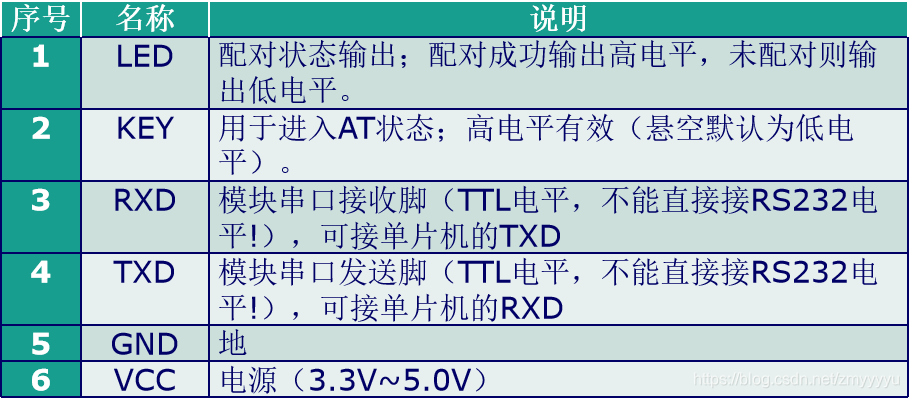 序号 名称 说明
1 LED 配对状态输出；配对成功输出高电平，未配对则输
出低电平。
2 KEY 用于进入AT状态；高电平有效（悬空默认为低电
平）。
3 RXD 模块串口接收脚（TTL电平，不能直接接RS232电
平!），可接单片机的TXD
4 TXD 模块串口发送脚（TTL电平，不能直接接RS232电
平!），可接单片机的RXD
5 GND 地
6 VCC 电源（3.3V~5.0V）
https://blog.csdn.net/zmyyyyu